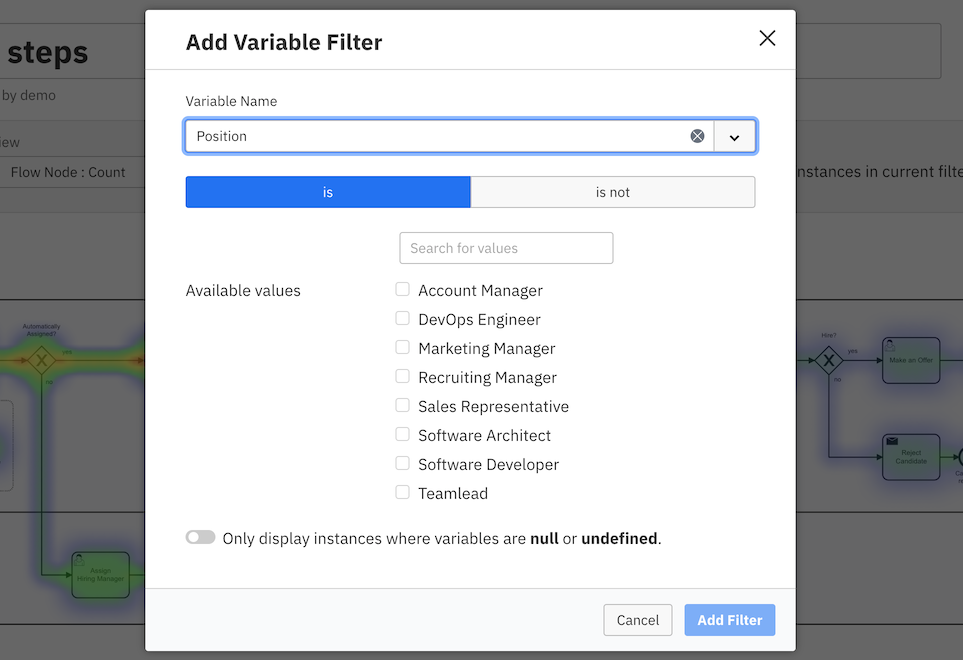 Add Variable Filter
steps
by demo
iew
Flow Node : Count
nstances in current filte
Variable Name
Position
is
is not
Search for values
Available values
Account Manager
DevOps Engineer
Marketing Manager
Recruiting Manager
Sales Representative
Software Architect
Software Developer
Teamlead
Only display instances where variables are null or undefined.
Automatically
Assigned?
yes
no
Assign
Hiring Manager
Hire?
yes
no
Make an Offer
Reject
Candidate
Cancel
Add Filter